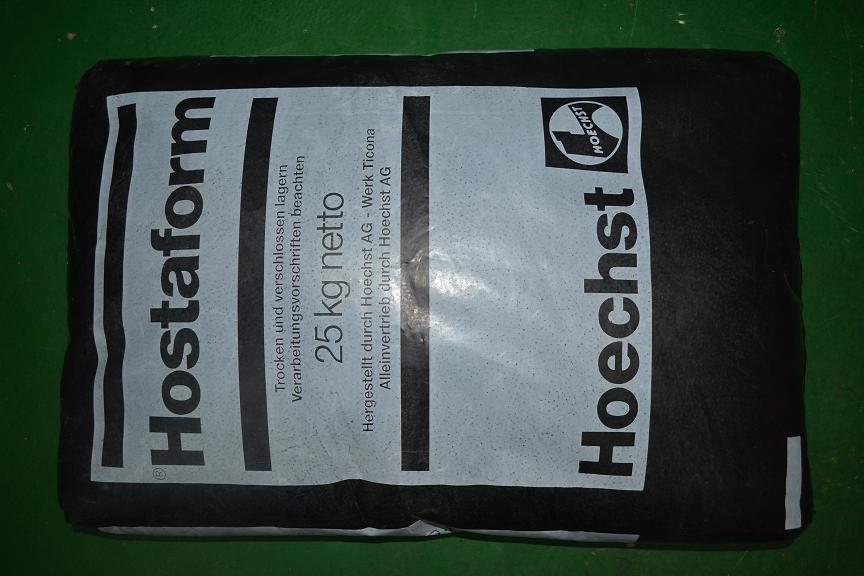 ® Hostaform
Trocken und verschlossen lagern
Verarbeitungsvorschriften beachten
25 kg netto
Hergestellt durch Hoechst AG - Werk Ticona
Alleinvertrieb durch Hoechst AG
Hoechst
HOECHST